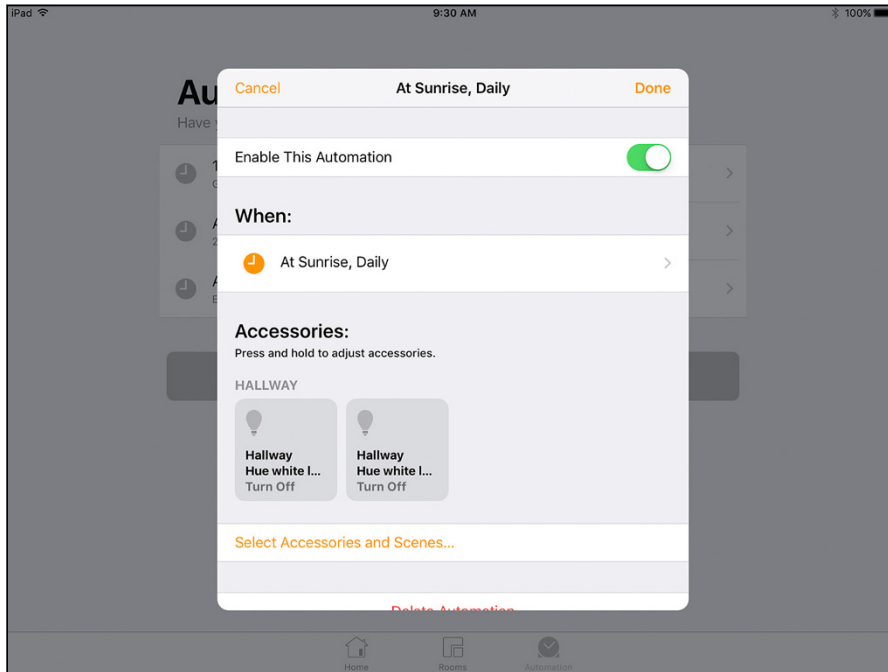 iPad 9:30 AM 100%
Au
Have
Cancel At Sunrise, Daily Done
Enable This Automation
When:
At Sunrise, Daily
Accessories:
Press and hold to adjust accessories.
HALLWAY
Hallway Hallway
Hue white l... Hue white l...
Turn Off Turn Off
Select Accessories and Scenes...
Delete Automation
Home Rooms Automation